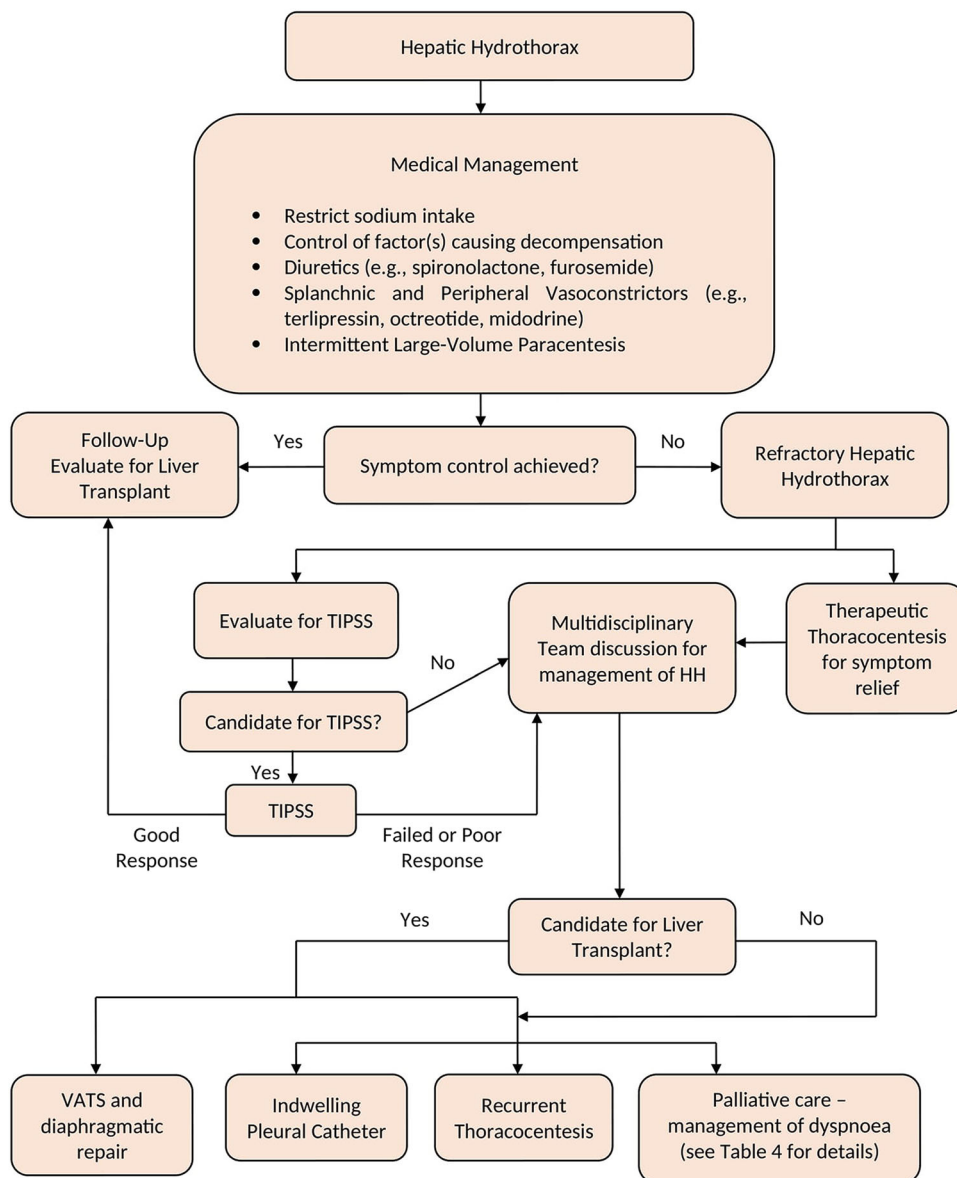 Hepatic Hydrothorax
Medical Management
• Restrict sodium intake
• Control of factor(s) causing decompensation
• Diuretics (e.g., spironolactone, furosemide)
• Splanchnic and Peripheral Vasoconstrictors (e.g.,
terlipressin, octreotide, midodrine)
• Intermittent Large-Volume Paracentesis
Follow-Up
Evaluate for Liver
Transplant
Yes
Symptom control achieved?
No
Refractory Hepatic
Hydrothorax
Evaluate for TIPSS
Multidisciplinary
Team discussion for
management of HH
Therapeutic
Thoracocentesis
for symptom
relief
No
Candidate for TIPSS?
Yes
TIPSS
Good
Response
Failed or Poor
Response
Yes
Candidate for Liver
Transplant?
No
VATS and
diaphragmatic
repair
Indwelling
Pleural Catheter
Recurrent
Thoracocentesis
Palliative care –
management of dyspnoea
(see Table 4 for details)